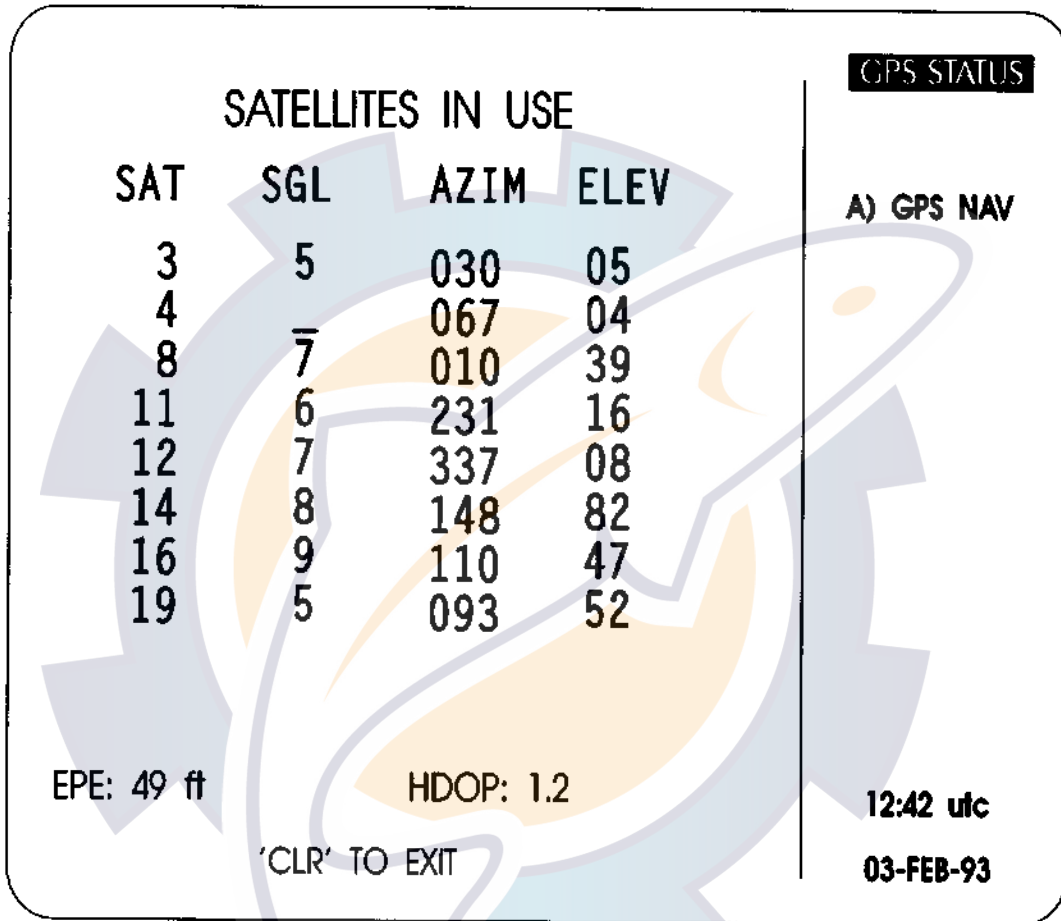 GPS STATUS
SATELLITES IN USE
SAT SGL AZIM ELEV
3 5 030 05
4 _ 067 04
8 7 010 39
11 6 231 16
12 7 337 08
14 8 148 82
16 9 110 47
19 5 093 52
EPE: 49 ft HDOP: 1.2
'CLR' TO EXIT
A) GPS NAV
12:42 utc
03-FEB-93